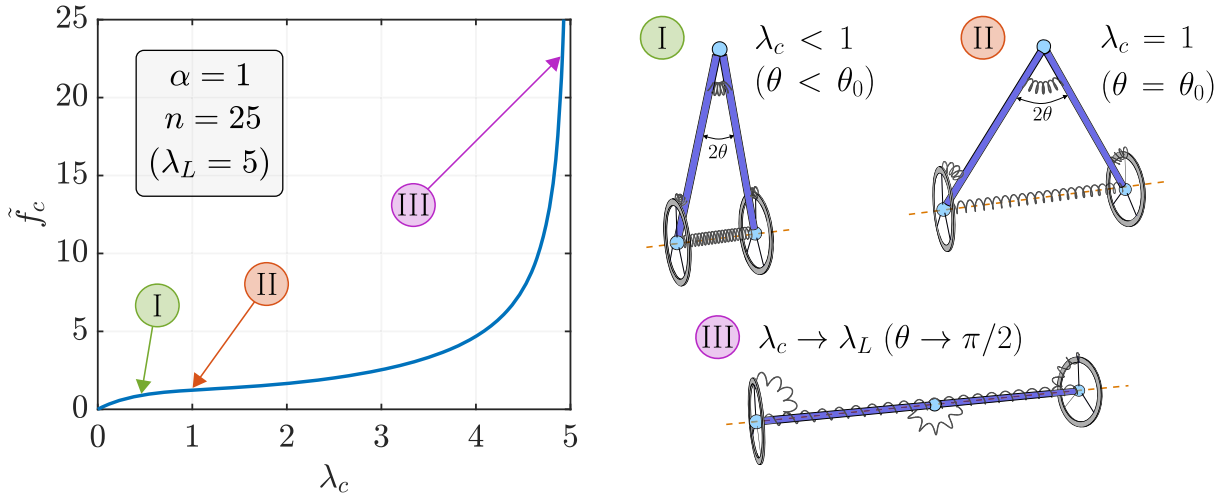 25
20
15
10
5
0
0
1
2
3
4
5
f̃_c
λ_c
α = 1
n = 25
(λ_L = 5)
I
II
III
I
λ_c < 1
(θ < θ_0)
2θ
II
λ_c = 1
(θ = θ_0)
2θ
III
λ_c → λ_L (θ → π/2)